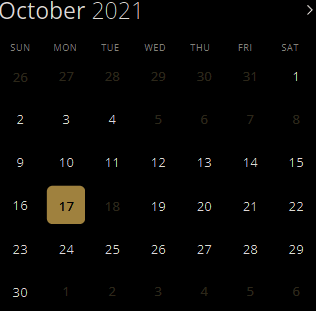 October 2021
SUN MON TUE WED THU FRI SAT
26 27 28 29 30 31 1
2 3 4 5 6 7 8
9 10 11 12 13 14 15
16 17 18 19 20 21 22
23 24 25 26 27 28 29
30 1 2 3 4 5 6